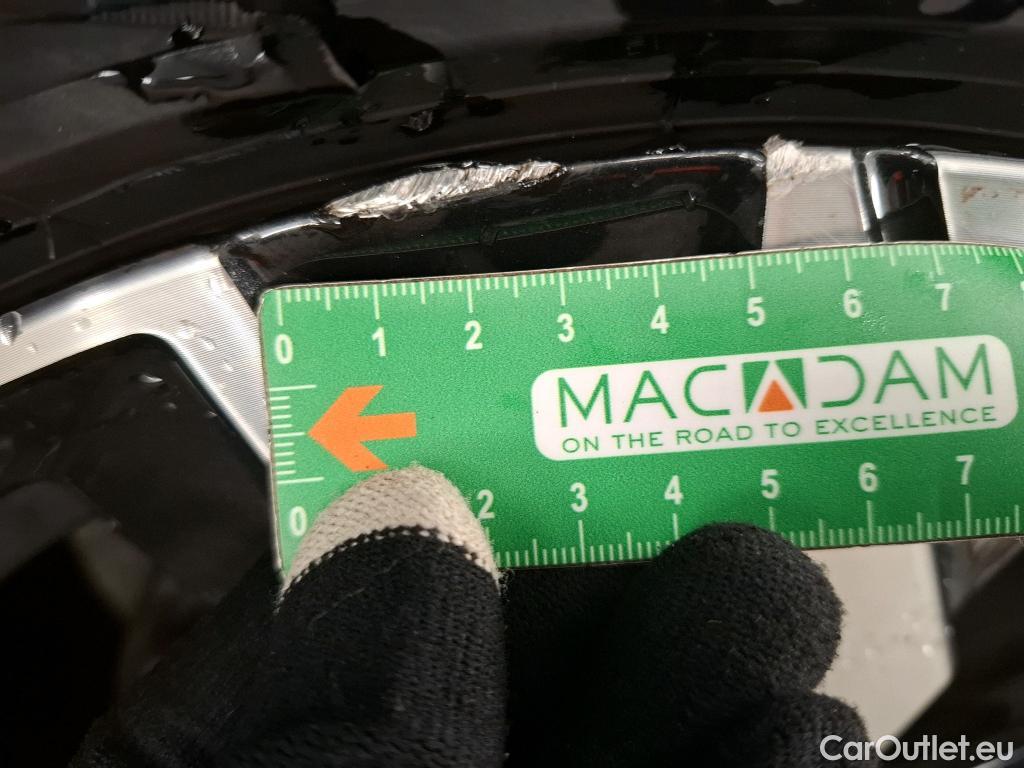 0 1 2 3 4 5 6 7
MACADAM
ON THE ROAD TO EXCELLENCE
0 2 3 4 5 6 7
CarOutlet.eu